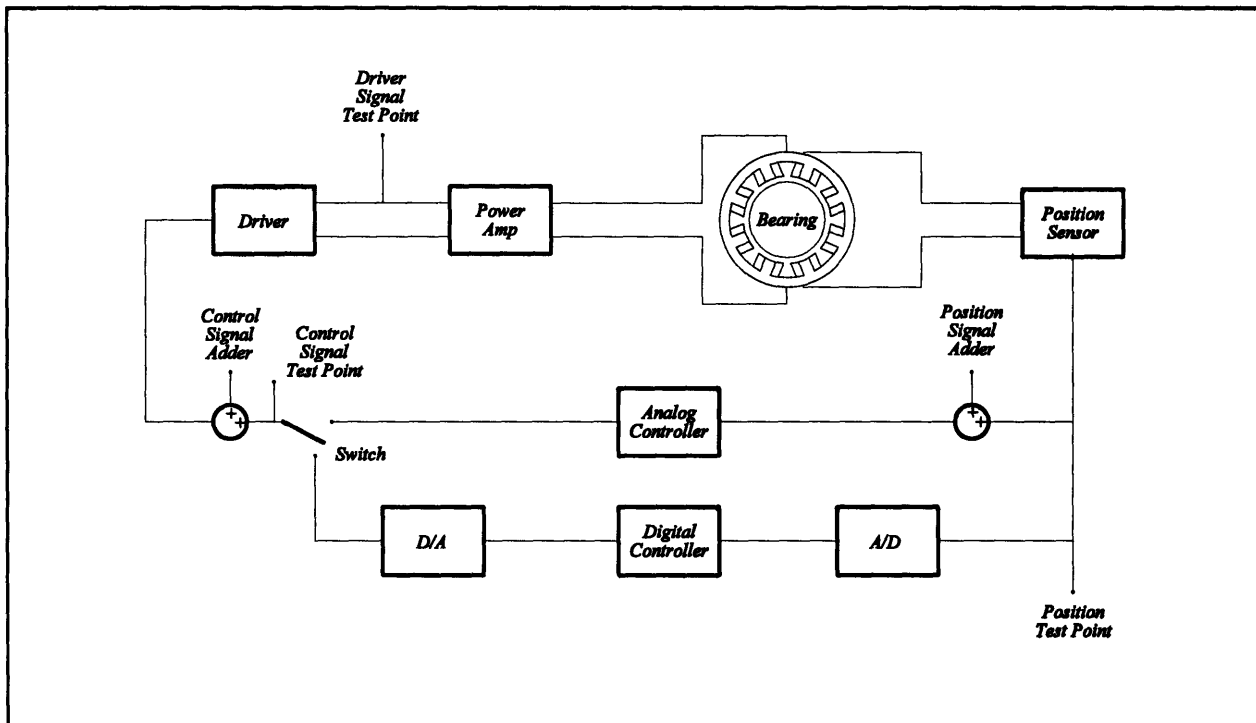 Driver
Signal
Test Point
Driver
Power
Amp
Bearing
Position
Sensor
Control
Signal
Adder
Control
Signal
Test Point
Position
Signal
Adder
+
+
Switch
Analog
Controller
+
+
D/A
Digital
Controller
A/D
Position
Test Point